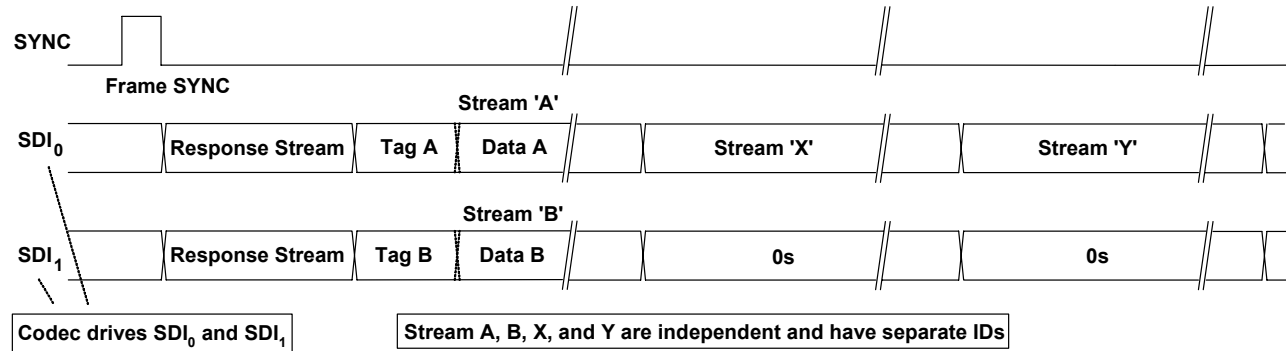 SYNC
Frame SYNC
Stream 'A'
SDI0 Response Stream Tag A Data A Stream 'X' Stream 'Y'
Stream 'B'
SDI1 Response Stream Tag B Data B 0s 0s
Codec drives SDI0 and SDI1
Stream A, B, X, and Y are independent and have separate IDs